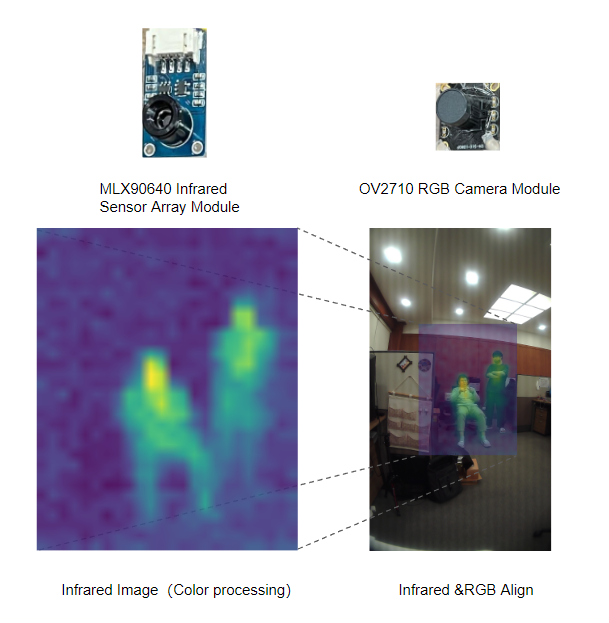 MLX90640 Infrared
Sensor Array Module
OV2710 RGB Camera Module
Infrared Image（Color processing)
Infrared &RGB Align